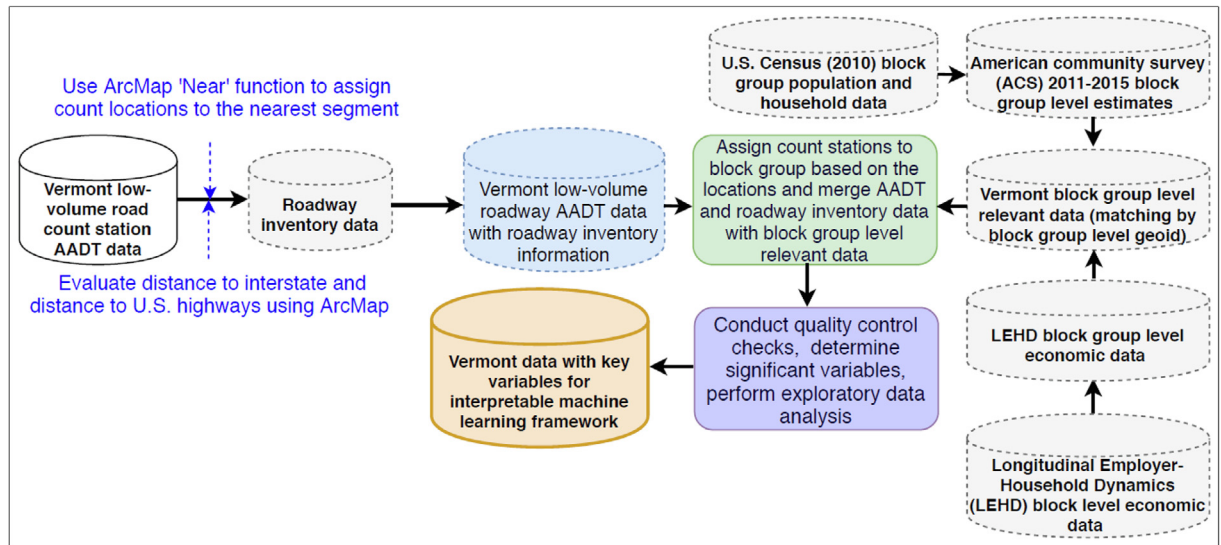 Use ArcMap 'Near' function to assign
count locations to the nearest segment
Vermont low-
volume road
count station
AADT data
Evaluate distance to interstate and
distance to U.S. highways using ArcMap
Roadway
inventory data
Vermont low-volume
roadway AADT data
with roadway inventory
information
U.S. Census (2010) block
group population and
household data
American community survey
(ACS) 2011-2015 block
group level estimates
Assign count stations to
block group based on the
locations and merge AADT
and roadway inventory data
with block group level
relevant data
Vermont block group level
relevant data (matching by
block group level geoid)
LEHD block group level
economic data
Longitudinal Employer-
Household Dynamics
(LEHD) block level economic
data
Conduct quality control
checks, determine
significant variables,
perform exploratory data
analysis
Vermont data with key
variables for
interpretable machine
learning framework